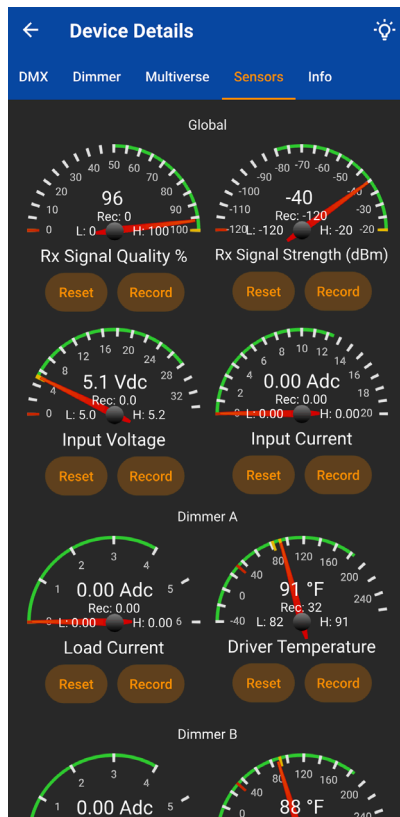 Device Details
DMX Dimmer Multiverse Sensors Info
Global
0 10 20 30 40 50 60 70 80 90 100
96
Rec: 0
L: 0 H: 100
Rx Signal Quality %
Reset Record
-120 -110 -100 -90 -80 -70 -60 -50 -40 -30 -20
-40
Rec: -120
L: -120 H: -20
Rx Signal Strength (dBm)
Reset Record
0 4 8 12 16 20 24 28 32
5.1 Vdc
Rec: 0.0
L: 5.0 H: 5.2
Input Voltage
Reset Record
0 2 4 6 8 10 12 14 16 18 20
0.00 Adc
Rec: 0.00
L: 0.00 H: 0.00
Input Current
Reset Record
Dimmer A
0 1 2 3 4 5 6
0.00 Adc
Rec: 0.00
L: 0.00 H: 0.00
Load Current
Reset Record
-40 0 40 80 120 160 200 240
91 °F
Rec: 32
L: 82 H: 91
Driver Temperature
Reset Record
Dimmer B
1 2 3 4 5
0.00 Adc
0 40 80 120 160 200 240
88 °F